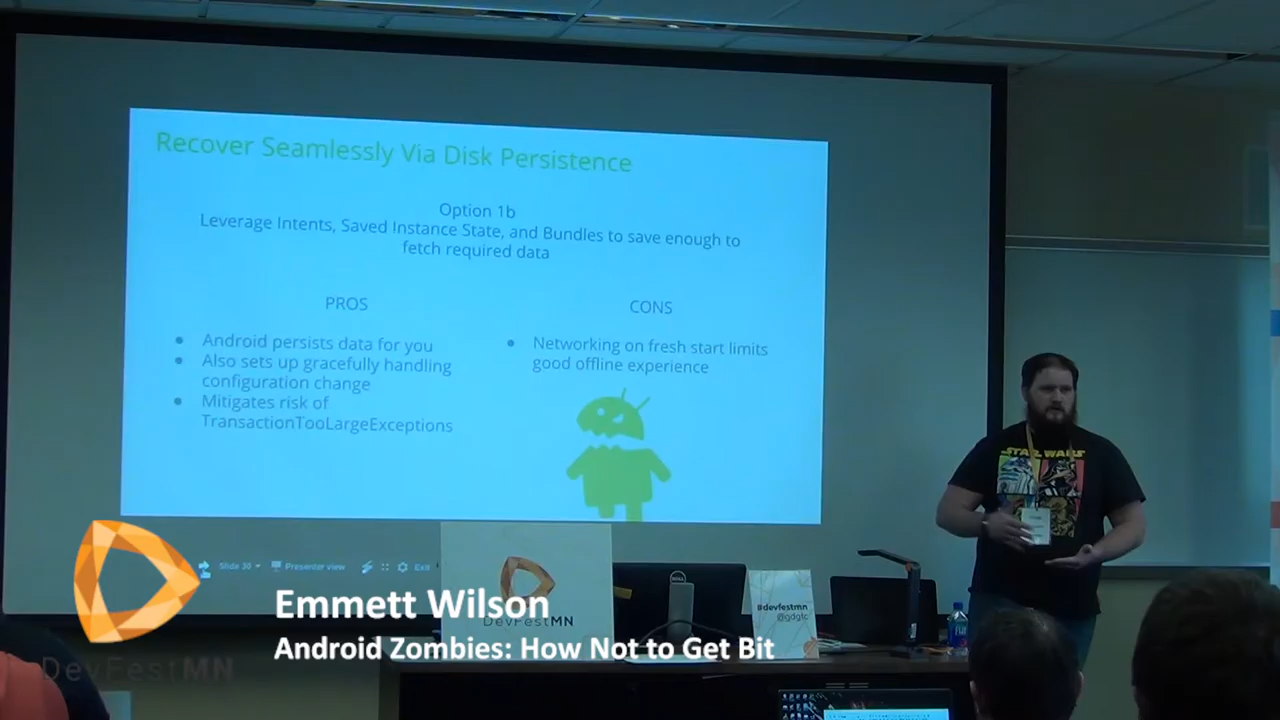 Recover Seamlessly Via Disk Persistence
Option 1b
Leverage Intents, Saved Instance State, and Bundles to save enough to
fetch required data
PROS
Android persists data for you
Also sets up gracefully handling
configuration change
Mitigates risk of
TransactionTooLargeExceptions
CONS
Networking on fresh start limits
good offline experience
STAR WARS
Slide 30
Presenter view
Exit
DELL
#devfestmn
@gdgtc
DevFestMN
Emmett Wilson
Android Zombies: How Not to Get Bit
DevFestMN